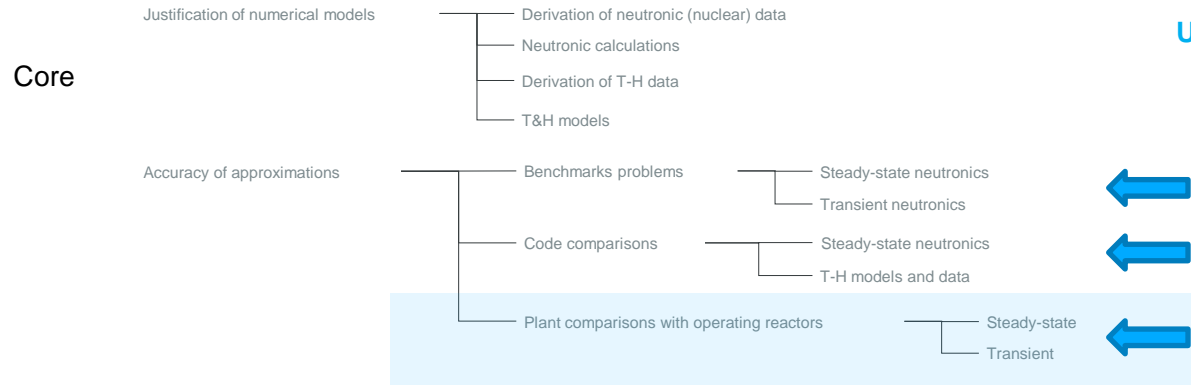 Justification of numerical models
Derivation of neutronic (nuclear) data
U
Neutronic calculations
Core
Derivation of T-H data
T&H models
Accuracy of approximations
Benchmarks problems
Steady-state neutronics
Transient neutronics
Code comparisons
Steady-state neutronics
T-H models and data
Plant comparisons with operating reactors
Steady-state
Transient